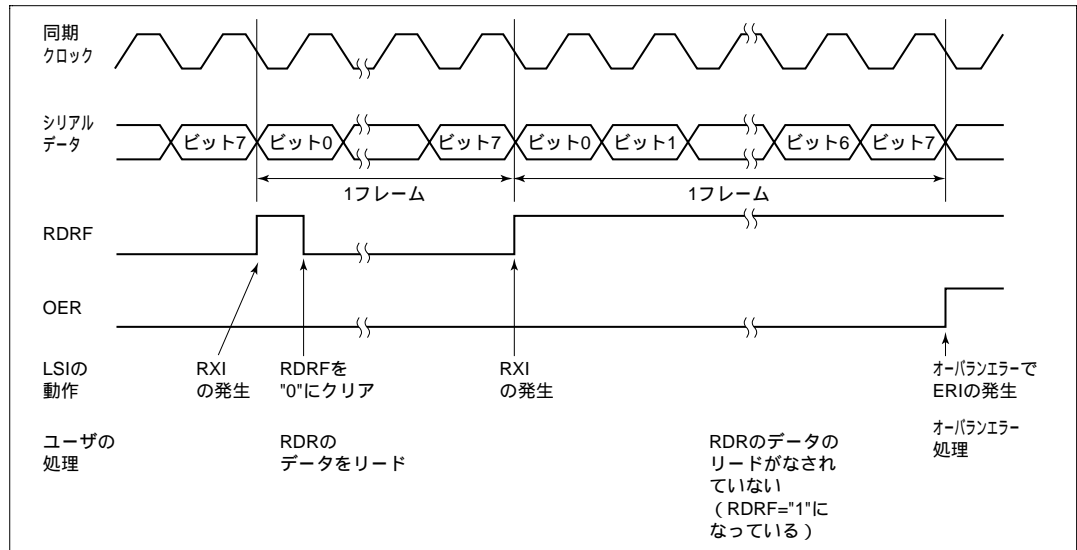 同期
クロック
シリアル
データ
ビット7
ビット0
ビット7
ビット0
ビット1
ビット6
ビット7
1フレーム
1フレーム
RDRF
OER
LSIの
動作
RXI
の発生
RDRFを
"0"にクリア
RXI
の発生
オーバランエラーで
ERIの発生
ユーザの
処理
RDRの
データをリード
RDRのデータの
リードがなされ
ていない
(RDRF="1"に
なっている)
オーバランエラー
処理